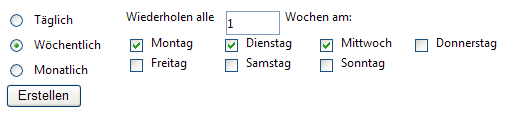 Täglich Wiederholen alle 1 Wochen am:
Wöchentlich Montag Dienstag Mittwoch Donnerstag
Monatlich Freitag Samstag Sonntag
Erstellen